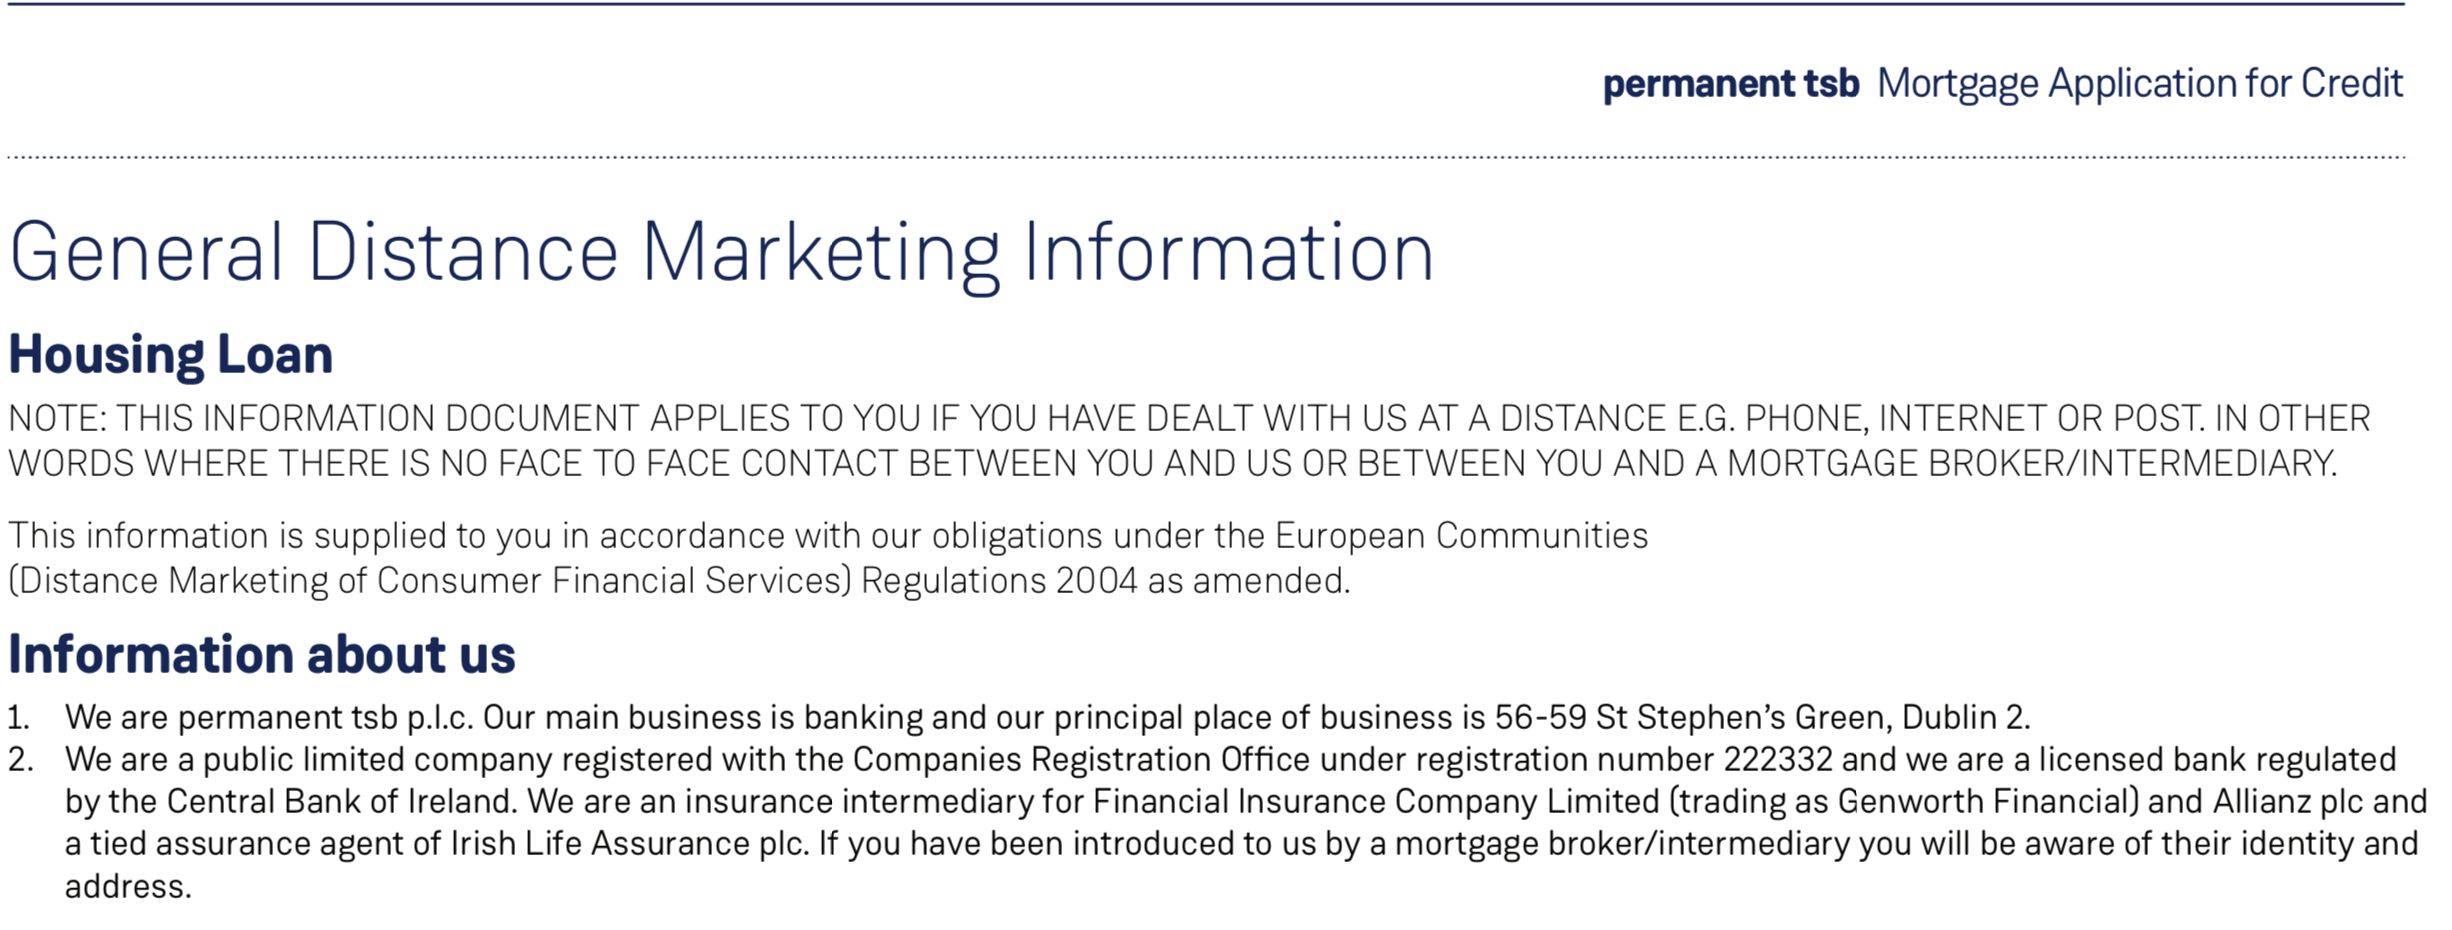 permanent tsb Mortgage Application for Credit
General Distance Marketing Information
Housing Loan
NOTE: THIS INFORMATION DOCUMENT APPLIES TO YOU IF YOU HAVE DEALT WITH US AT A DISTANCE E.G. PHONE, INTERNET OR POST. IN OTHER
WORDS WHERE THERE IS NO FACE TO FACE CONTACT BETWEEN YOU AND US OR BETWEEN YOU AND A MORTGAGE BROKER/INTERMEDIARY.
This information is supplied to you in accordance with our obligations under the European Communities
(Distance Marketing of Consumer Financial Services) Regulations 2004 as amended.
Information about us
1. We are permanent tsb p.l.c. Our main business is banking and our principal place of business is 56-59 St Stephen's Green, Dublin 2.
2. We are a public limited company registered with the Companies Registration Office under registration number 222332 and we are a licensed bank regulated
by the Central Bank of Ireland. We are an insurance intermediary for Financial Insurance Company Limited (trading as Genworth Financial) and Allianz plc and
a tied assurance agent of Irish Life Assurance plc. If you have been introduced to us by a mortgage broker/intermediary you will be aware of their identity and
address.